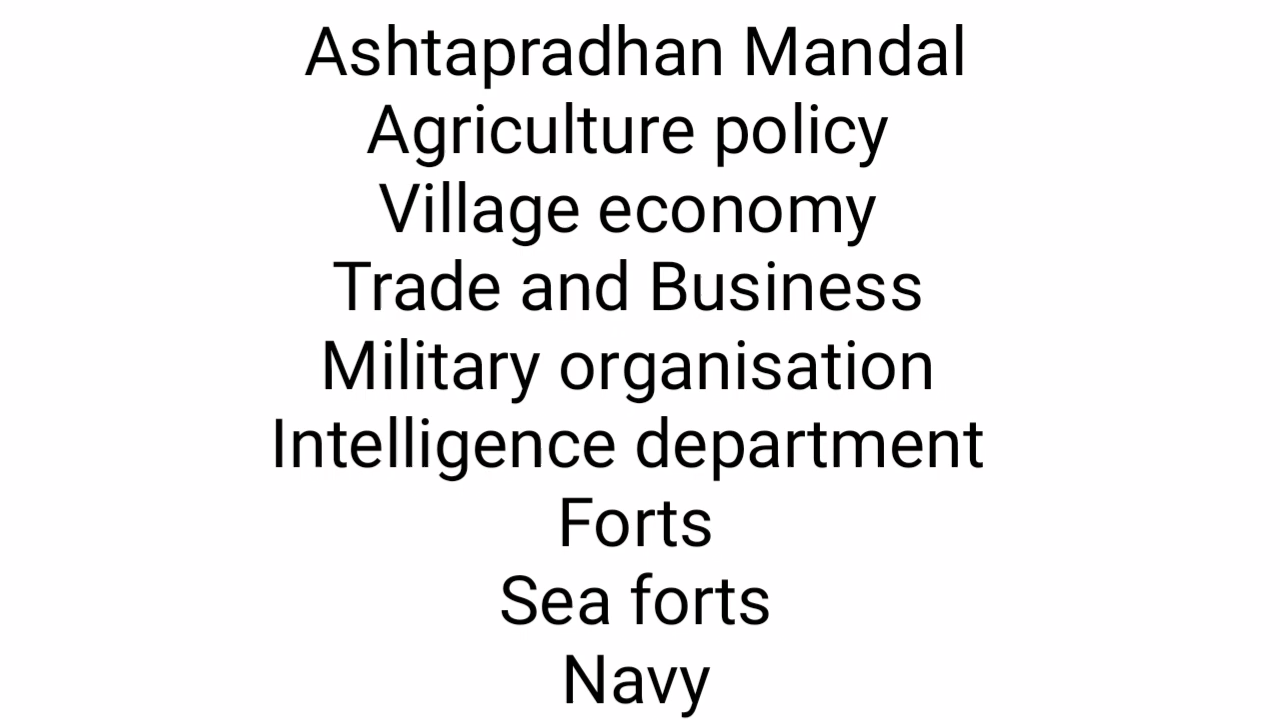 Ashtapradhan Mandal
Agriculture policy
Village economy
Trade and Business
Military organisation
Intelligence department
Forts
Sea forts
Navy